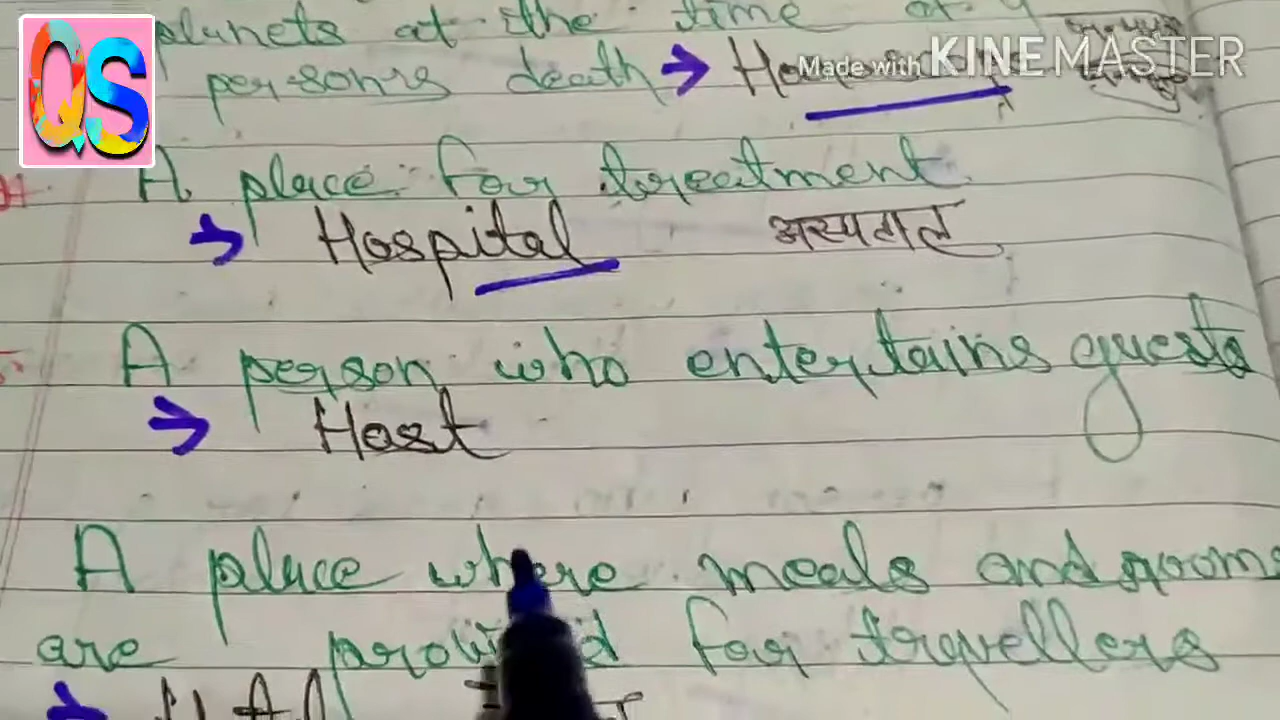 QS
planets at the time of
person's death →
Made with KINEMASTER
A place for treatment
→ Hospital अस्पताल
A person who entertains guests
→ Host
A place where meals and rooms
are provided for travellers